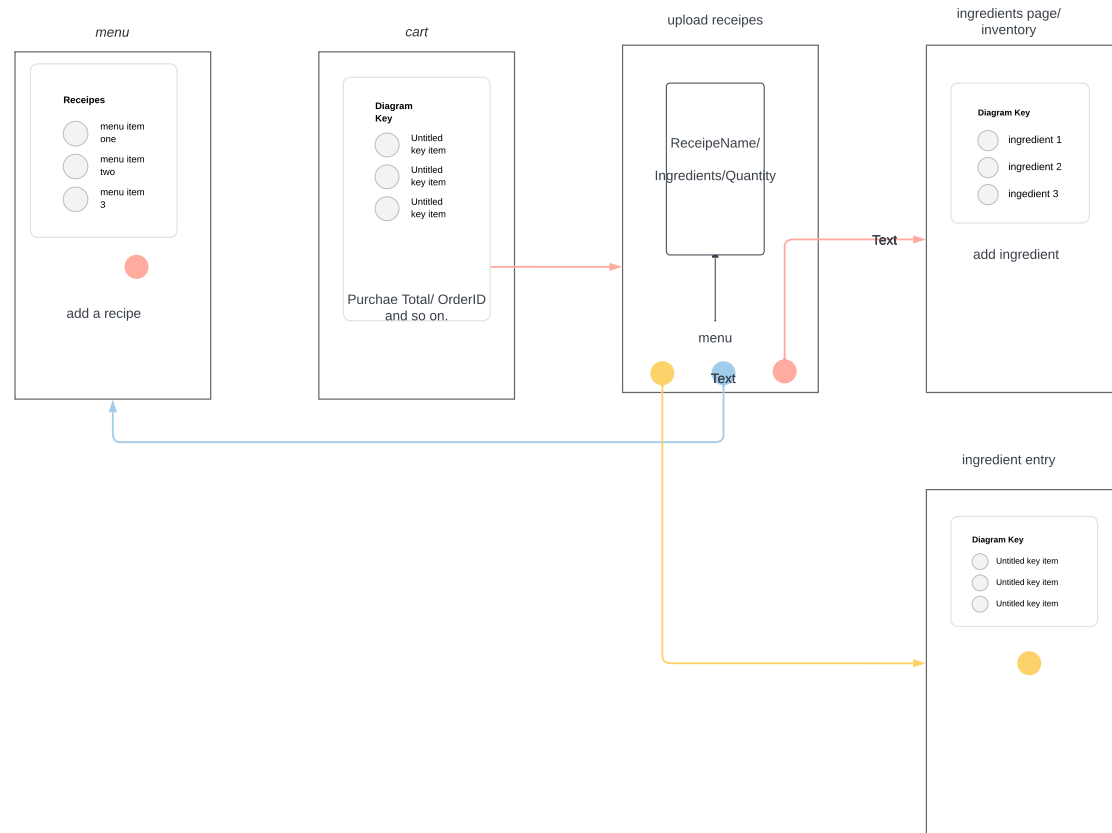 menu
Receipes
menu item
one
menu item
two
menu item
3
add a recipe
cart
Diagram
Key
Untitled
key item
Untitled
key item
Untitled
key item
Purchae Total/ OrderID
and so on.
upload receipes
ReceipeName/
Ingredients/Quantity
menu
Text
Text
ingredients page/
inventory
Diagram Key
ingredient 1
ingredient 2
ingedient 3
add ingredient
ingredient entry
Diagram Key
Untitled key item
Untitled key item
Untitled key item